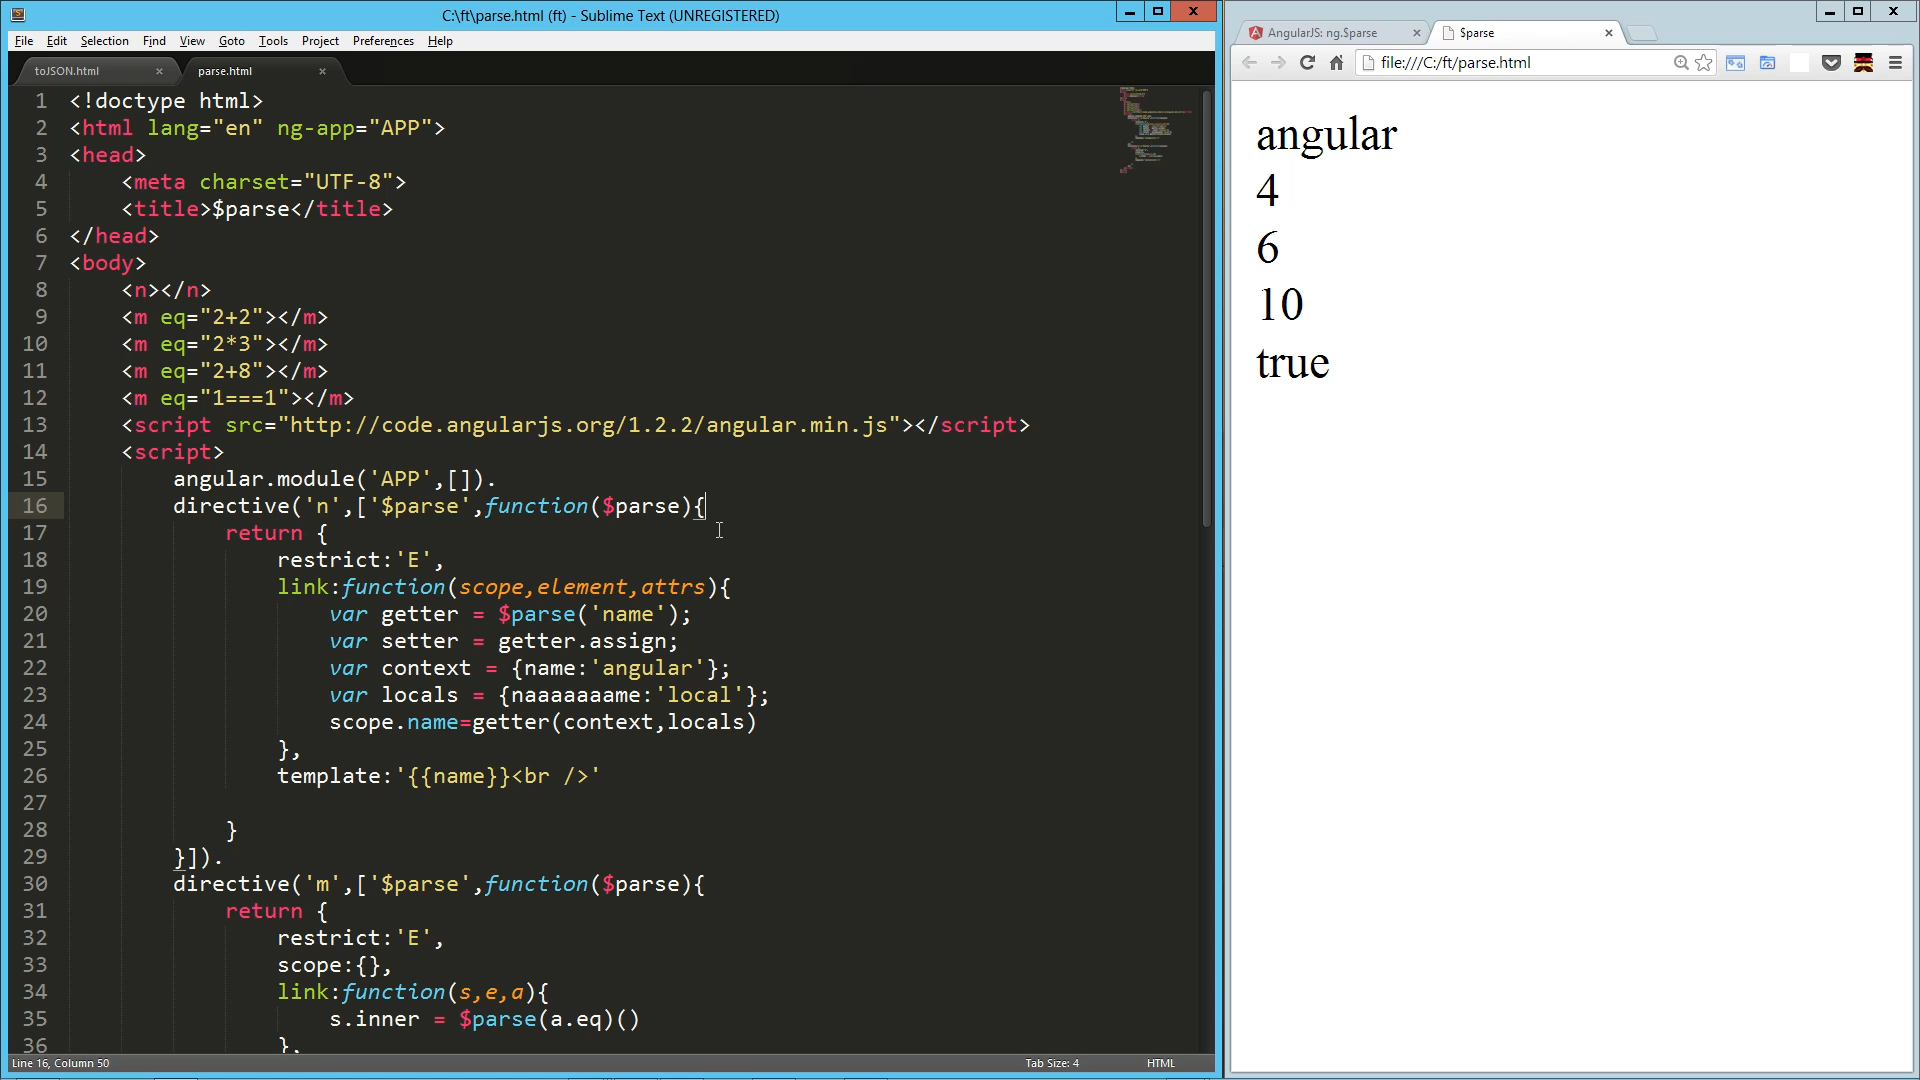 C:\ft\parse.html (ft) - Sublime Text (UNREGISTERED)
File Edit Selection Find View Goto Tools Project Preferences Help
toJSON.html parse.html
1 <!doctype html>
2 <html lang="en" ng-app="APP">
3 <head>
4 <meta charset="UTF-8">
5 <title>$parse</title>
6 </head>
7 <body>
8 <n></n>
9 <m eq="2+2"></m>
10 <m eq="2*3"></m>
11 <m eq="2+8"></m>
12 <m eq="1===1"></m>
13 <script src="http://code.angularjs.org/1.2.2/angular.min.js"></script>
14 <script>
15 angular.module('APP',[]).
16 directive('n',['$parse',function($parse){
17 return {
18 restrict:'E',
19 link:function(scope,element,attrs){
20 var getter = $parse('name');
21 var setter = getter.assign;
22 var context = {name:'angular'};
23 var locals = {naaaaaaame:'local'};
24 scope.name=getter(context,locals)
25 },
26 template:'{{name}}<br />'
27
28 }
29 }]).
30 directive('m',['$parse',function($parse){
31 return {
32 restrict:'E',
33 scope:{},
34 link:function(s,e,a){
35 s.inner = $parse(a.eq)()
36 },
Line 16, Column 50 Tab Size: 4 HTML
AngularJS: ng.$parse $parse
file:///C:/ft/parse.html
angular
4
6
10
true